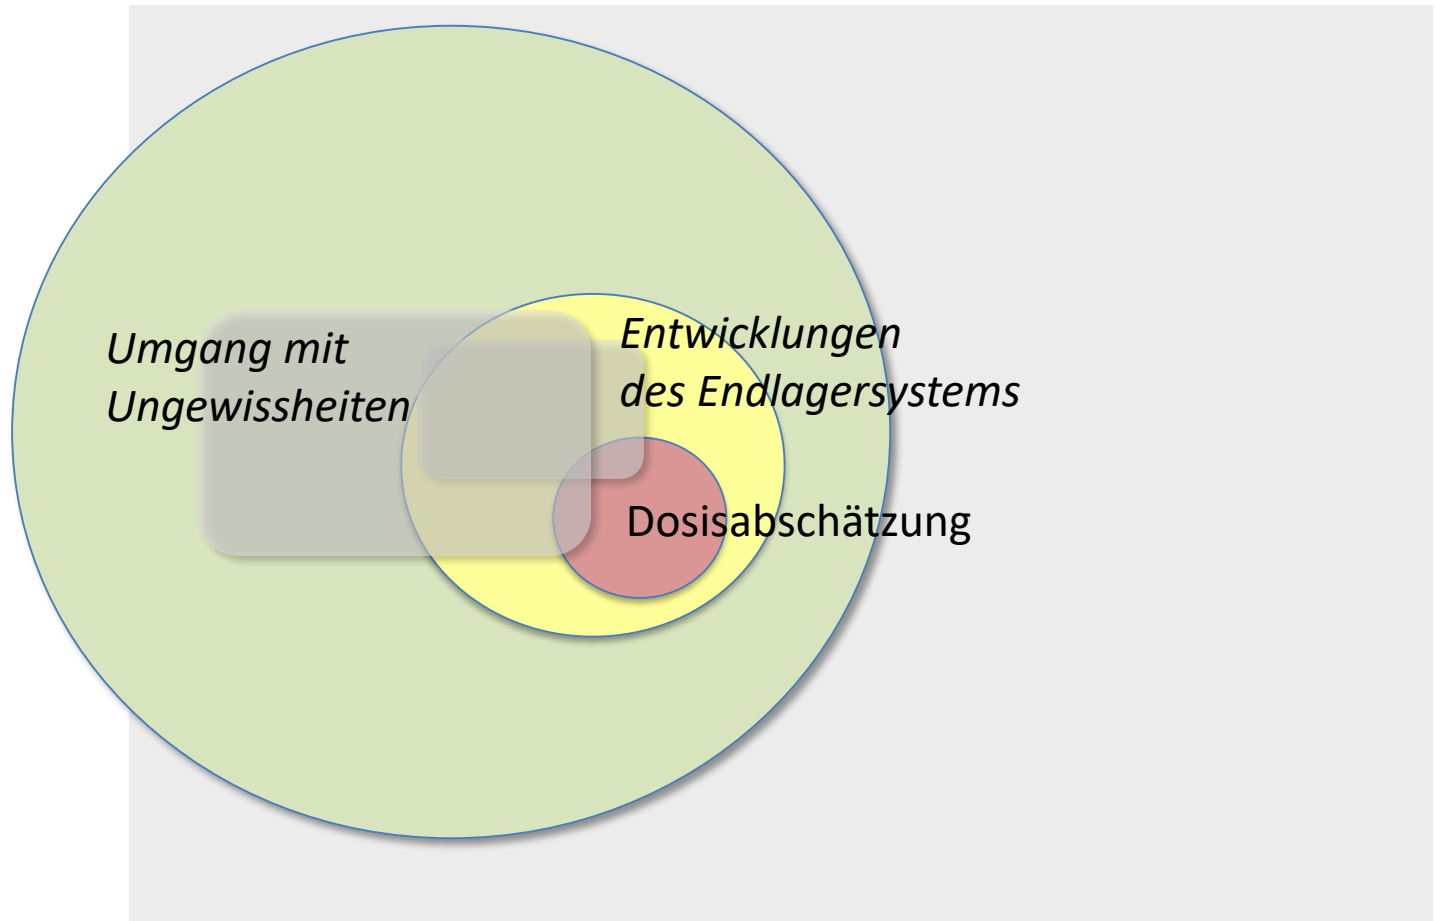 Umgang mit
Ungewissheiten
Entwicklungen
des Endlagersystems
Dosisabschätzung